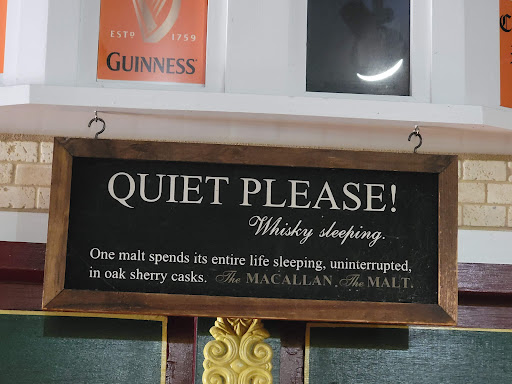 ESTD 1759
GUINNESS
QUIET PLEASE!
Whisky sleeping.
One malt spends its entire life sleeping, uninterrupted,
in oak sherry casks. The MACALLAN. The MALT.